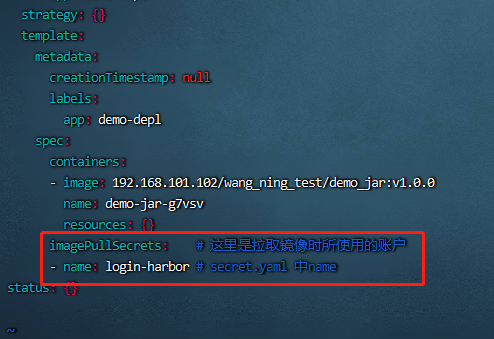 strategy: {}
template:
metadata:
creationTimestamp: null
labels:
app: demo-depl
spec:
containers:
- image: 192.168.101.102/wang_ning_test/demo_jar:v1.0.0
name: demo-jar-g7vsv
resources: {}
imagePullSecrets: # 这里是拉取镜像时所使用的账户
- name: login-harbor # secret.yaml 中name
status: {}
~